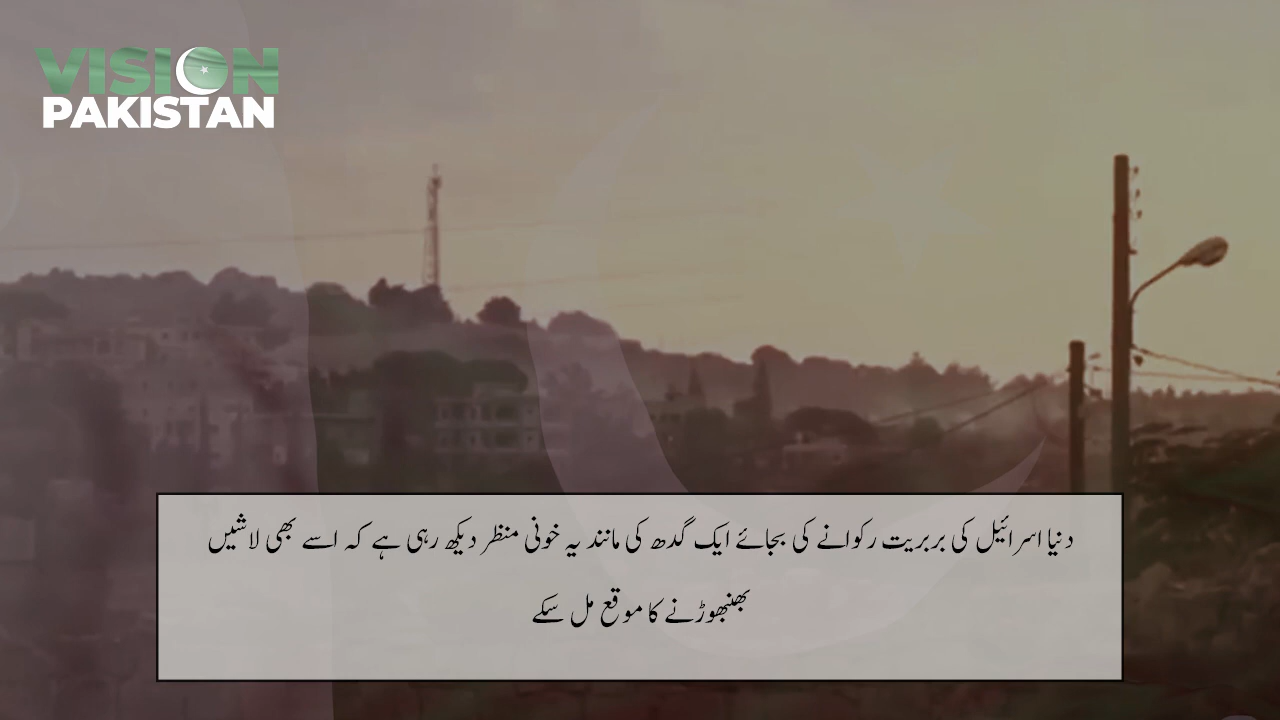 VISION
PAKISTAN
دنیا اسرائیل کی بربریت رکوانے کی بجائے ایک گدھ کی مانند یہ خونی منظر دیکھ رہی ہے کہ اسے بھی لاشیں
بھنبھوڑنے کا موقع مل سکے